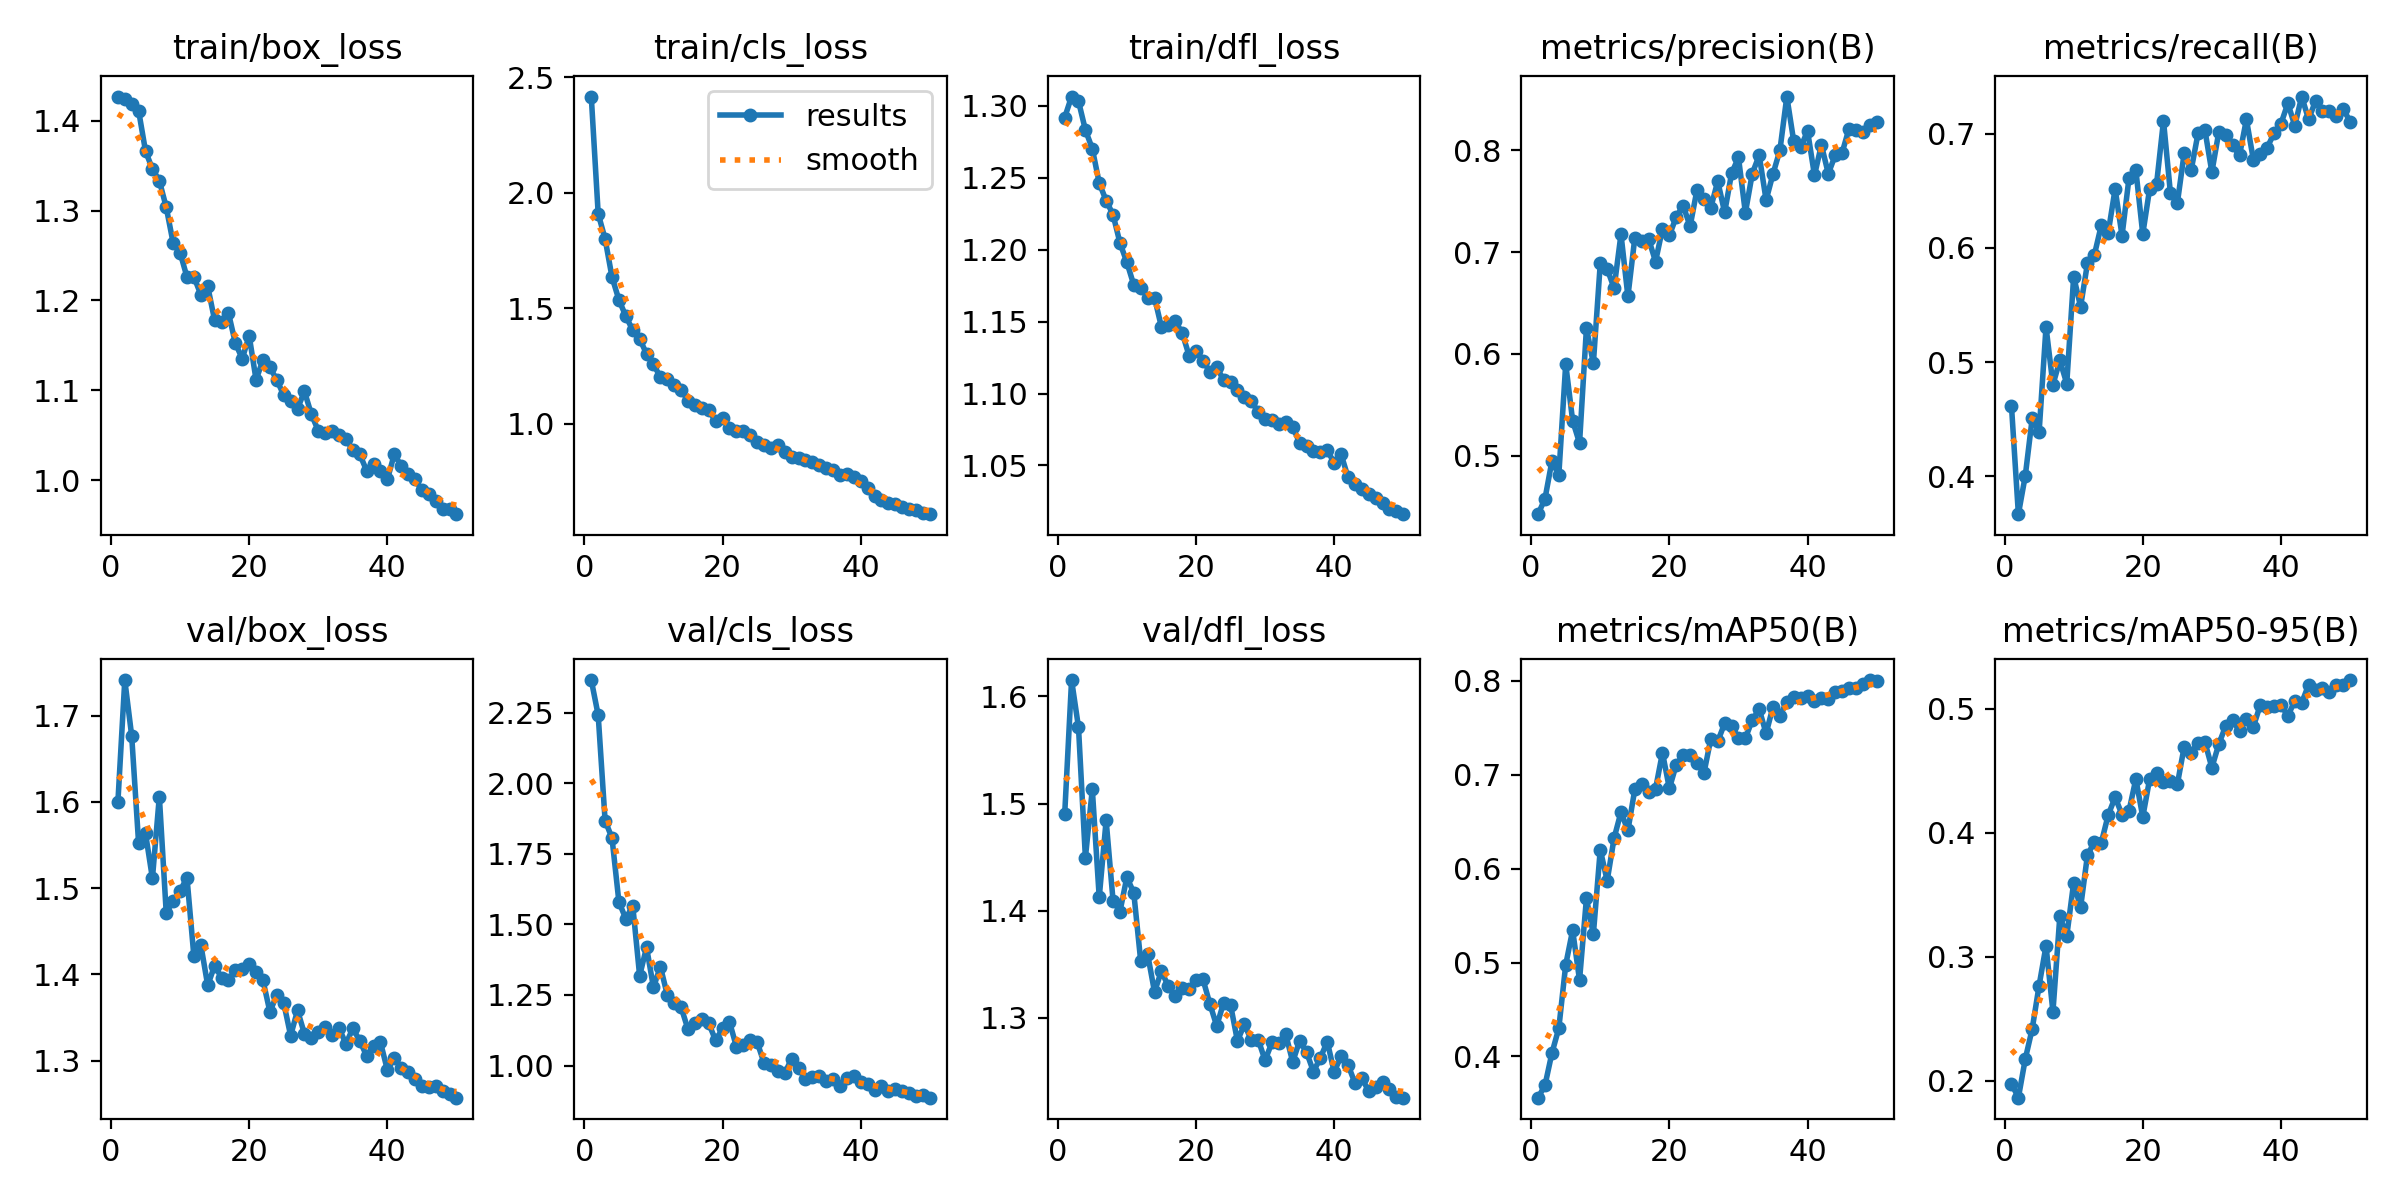 train/box_loss
1.4
1.3
1.2
1.1
1.0
0 20 40
train/cls_loss
results
smooth
2.5
2.0
1.5
1.0
0 20 40
train/dfl_loss
1.30
1.25
1.20
1.15
1.10
1.05
0 20 40
metrics/precision(B)
0.8
0.7
0.6
0.5
0 20 40
metrics/recall(B)
0.7
0.6
0.5
0.4
0 20 40
val/box_loss
1.7
1.6
1.5
1.4
1.3
0 20 40
val/cls_loss
2.25
2.00
1.75
1.50
1.25
1.00
0 20 40
val/dfl_loss
1.6
1.5
1.4
1.3
0 20 40
metrics/mAP50(B)
0.8
0.7
0.6
0.5
0.4
0 20 40
metrics/mAP50-95(B)
0.5
0.4
0.3
0.2
0 20 40